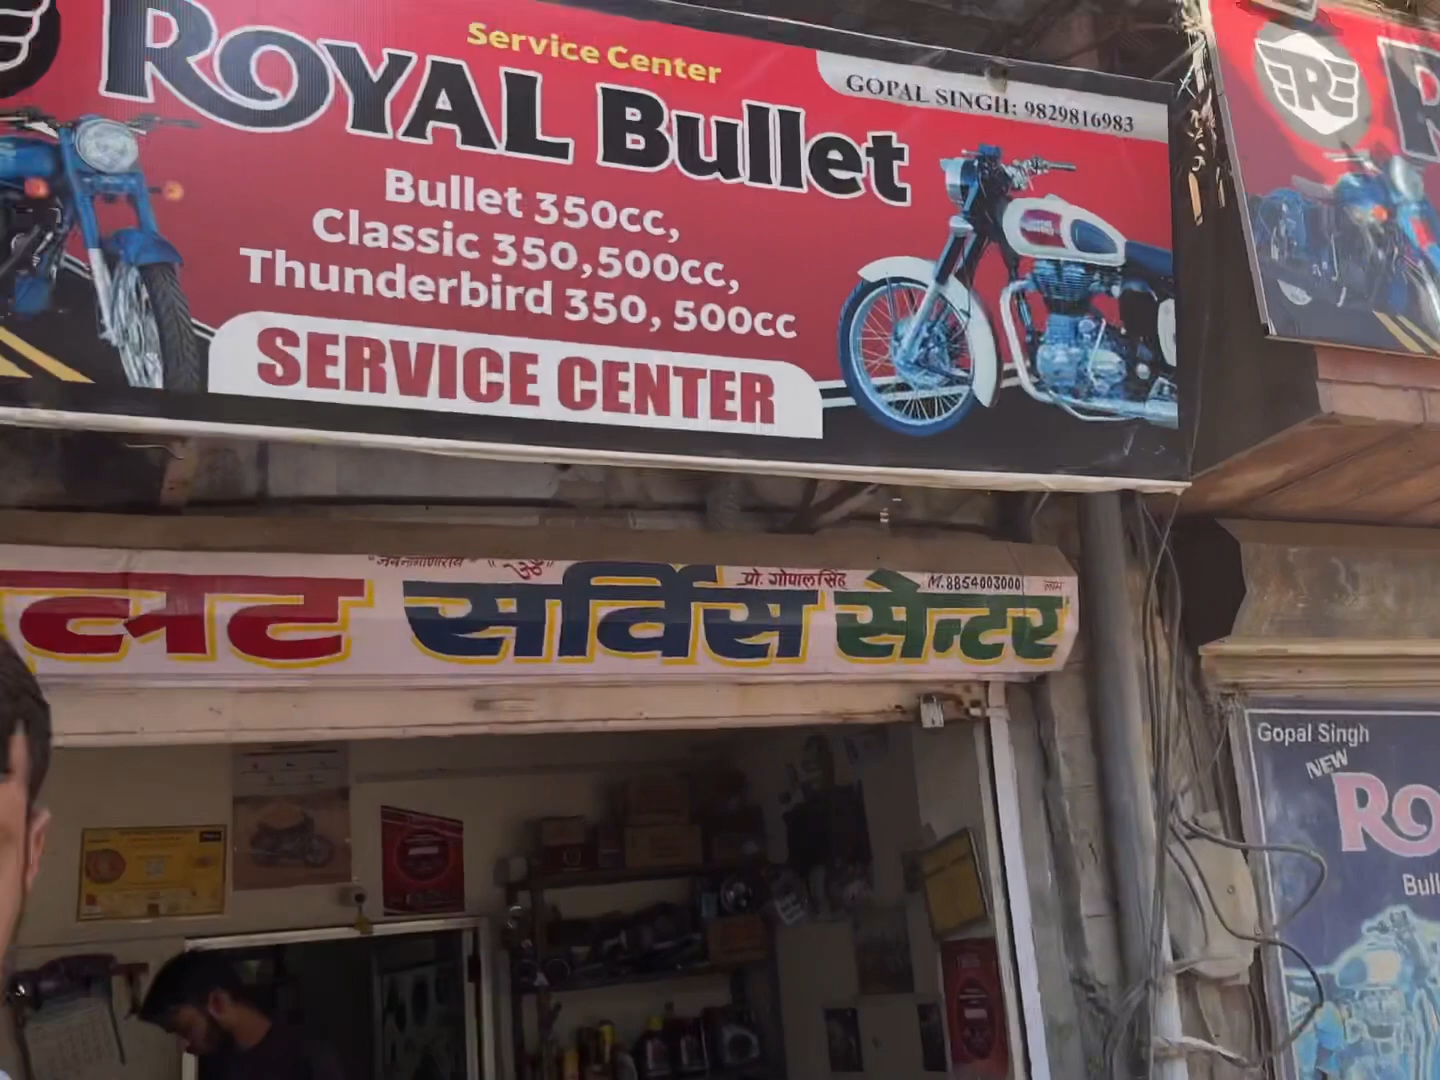 Service Center
ROYAL Bullet
GOPAL SINGH: 9829816983
Bullet 350cc,
Classic 350,500cc,
Thunderbird 350, 500cc
SERVICE CENTER
R
प्रो. गोपालसिंह
M.8854003000
सर्विस सेन्टर
Gopal Singh
NEW